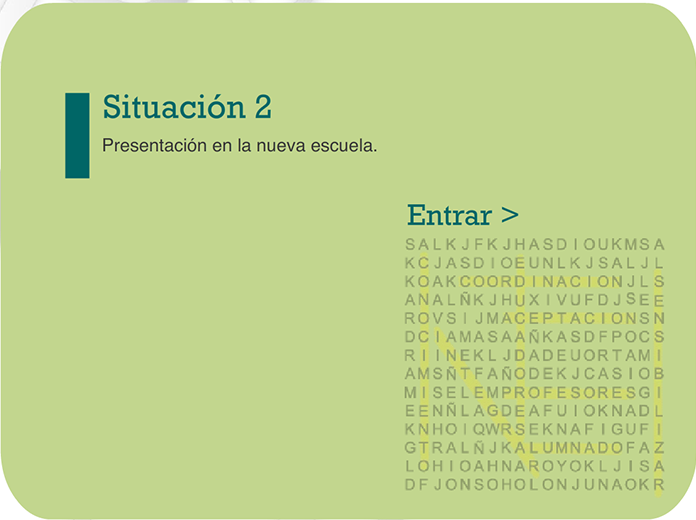 Situación 2
Presentación en la nueva escuela.
Entrar >
SALKJFKJHASDIOUKMSA
KCJASDIOEUNLKJSALJL
KOAKCOORDINACIONJLS
ANALÑKJHUXIVUFDJSEE
ROVSIJMACEPTACIONSN
DCIAMASAAÑKASDFPOCS
RIINEKLJDADEUORTAMI
AMSÑTFAÑODEKJCASIOB
MISELEMPROFESORESGI
EENÑLAGDEAFUIOKNADL
KNHOIQWRSEKNAFIGUFI
GTRALÑJKALUMNADOFAZ
LOHIOAHNAROYOKLJISA
DFJONSOHOLONJUNAOKR